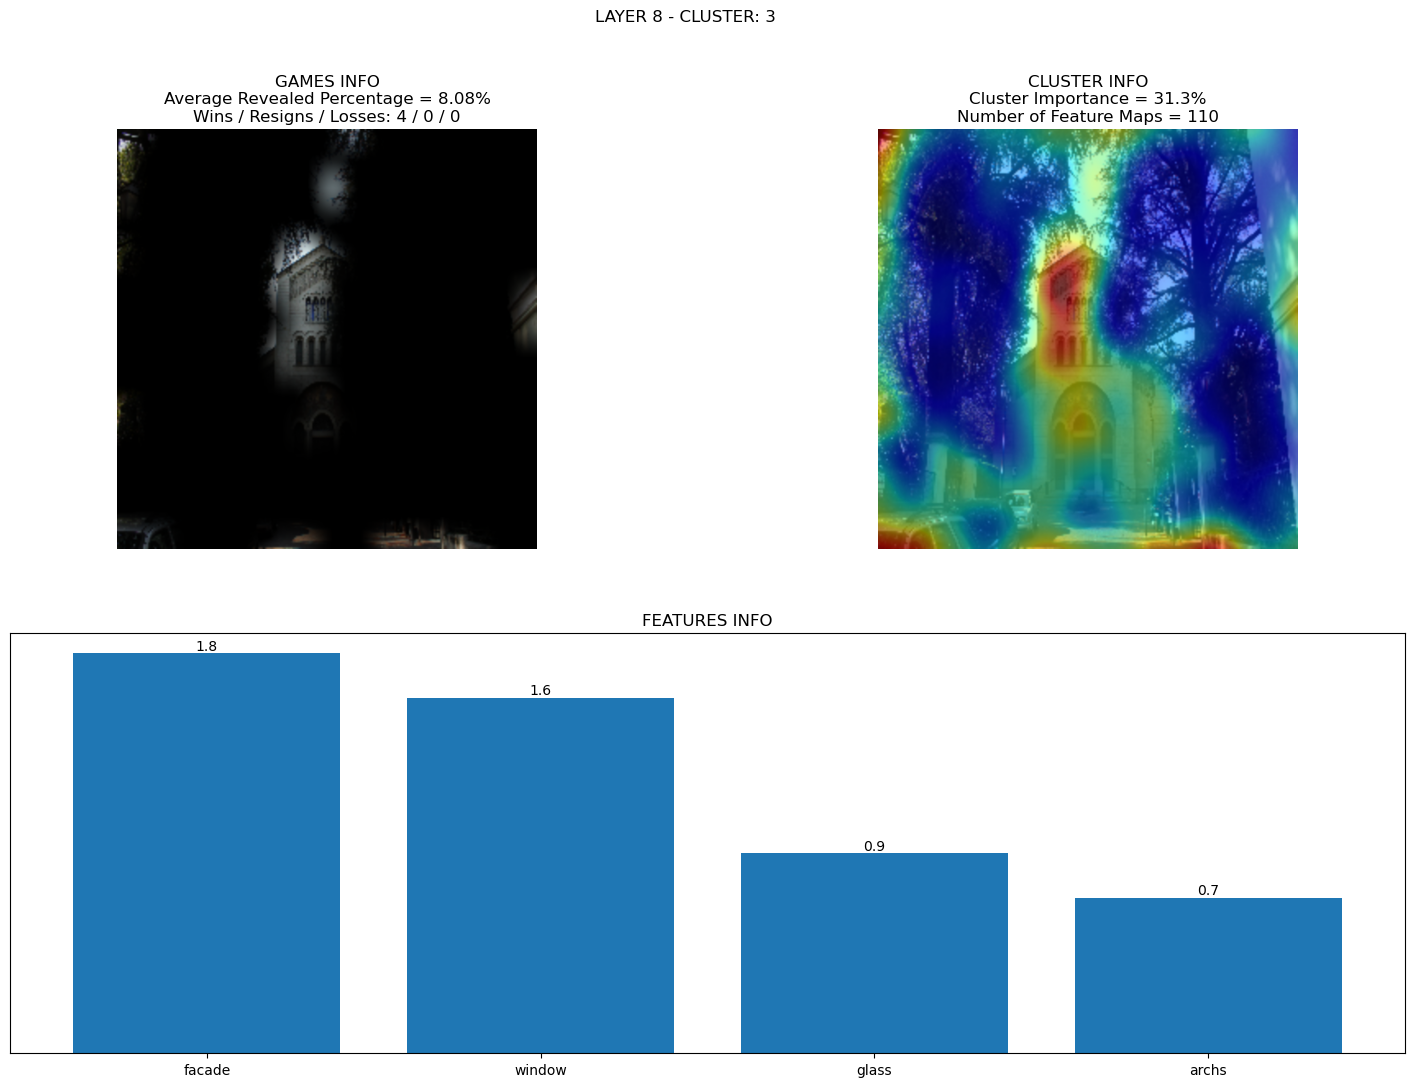 LAYER 8 - CLUSTER: 3
GAMES INFO
Average Revealed Percentage = 8.08%
Wins / Resigns / Losses: 4 / 0 / 0
CLUSTER INFO
Cluster Importance = 31.3%
Number of Feature Maps = 110
FEATURES INFO
1.8
1.6
0.9
0.7
facade
window
glass
archs